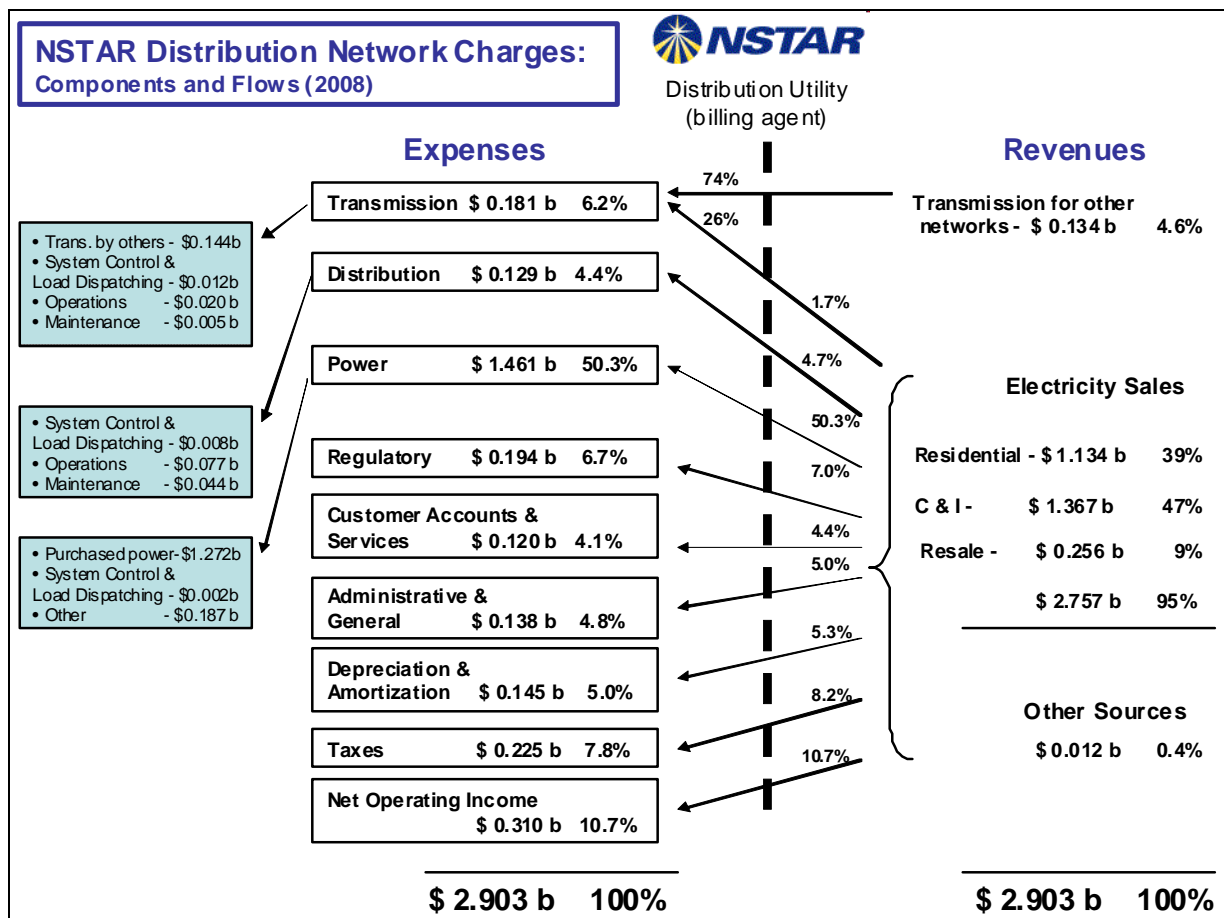 NSTAR Distribution Network Charges:
Components and Flows (2008)
NSTAR
Distribution Utility
(billing agent)
Expenses
Revenues
Transmission $ 0.181 b 6.2%
• Trans. by others - $0.144b
• System Control &
Load Dispatching - $0.012b
• Operations - $0.020 b
• Maintenance - $0.005 b
Distribution $ 0.129 b 4.4%
• System Control &
Load Dispatching - $0.008b
• Operations - $0.077 b
• Maintenance - $0.044 b
Power $ 1.461 b 50.3%
• Purchased power- $1.272b
• System Control &
Load Dispatching - $0.002b
• Other - $0.187 b
Regulatory $ 0.194 b 6.7%
Customer Accounts &
Services $ 0.120 b 4.1%
Administrative &
General $ 0.138 b 4.8%
Depreciation &
Amortization $ 0.145 b 5.0%
Taxes $ 0.225 b 7.8%
Net Operating Income
$ 0.310 b 10.7%
$ 2.903 b 100%
74%
26%
1.7%
4.7%
50.3%
7.0%
4.4%
5.0%
5.3%
8.2%
10.7%
Transmission for other
networks - $ 0.134 b 4.6%
Electricity Sales
Residential - $ 1.134 b 39%
C & I - $ 1.367 b 47%
Resale - $ 0.256 b 9%
$ 2.757 b 95%
Other Sources
$ 0.012 b 0.4%
$ 2.903 b 100%